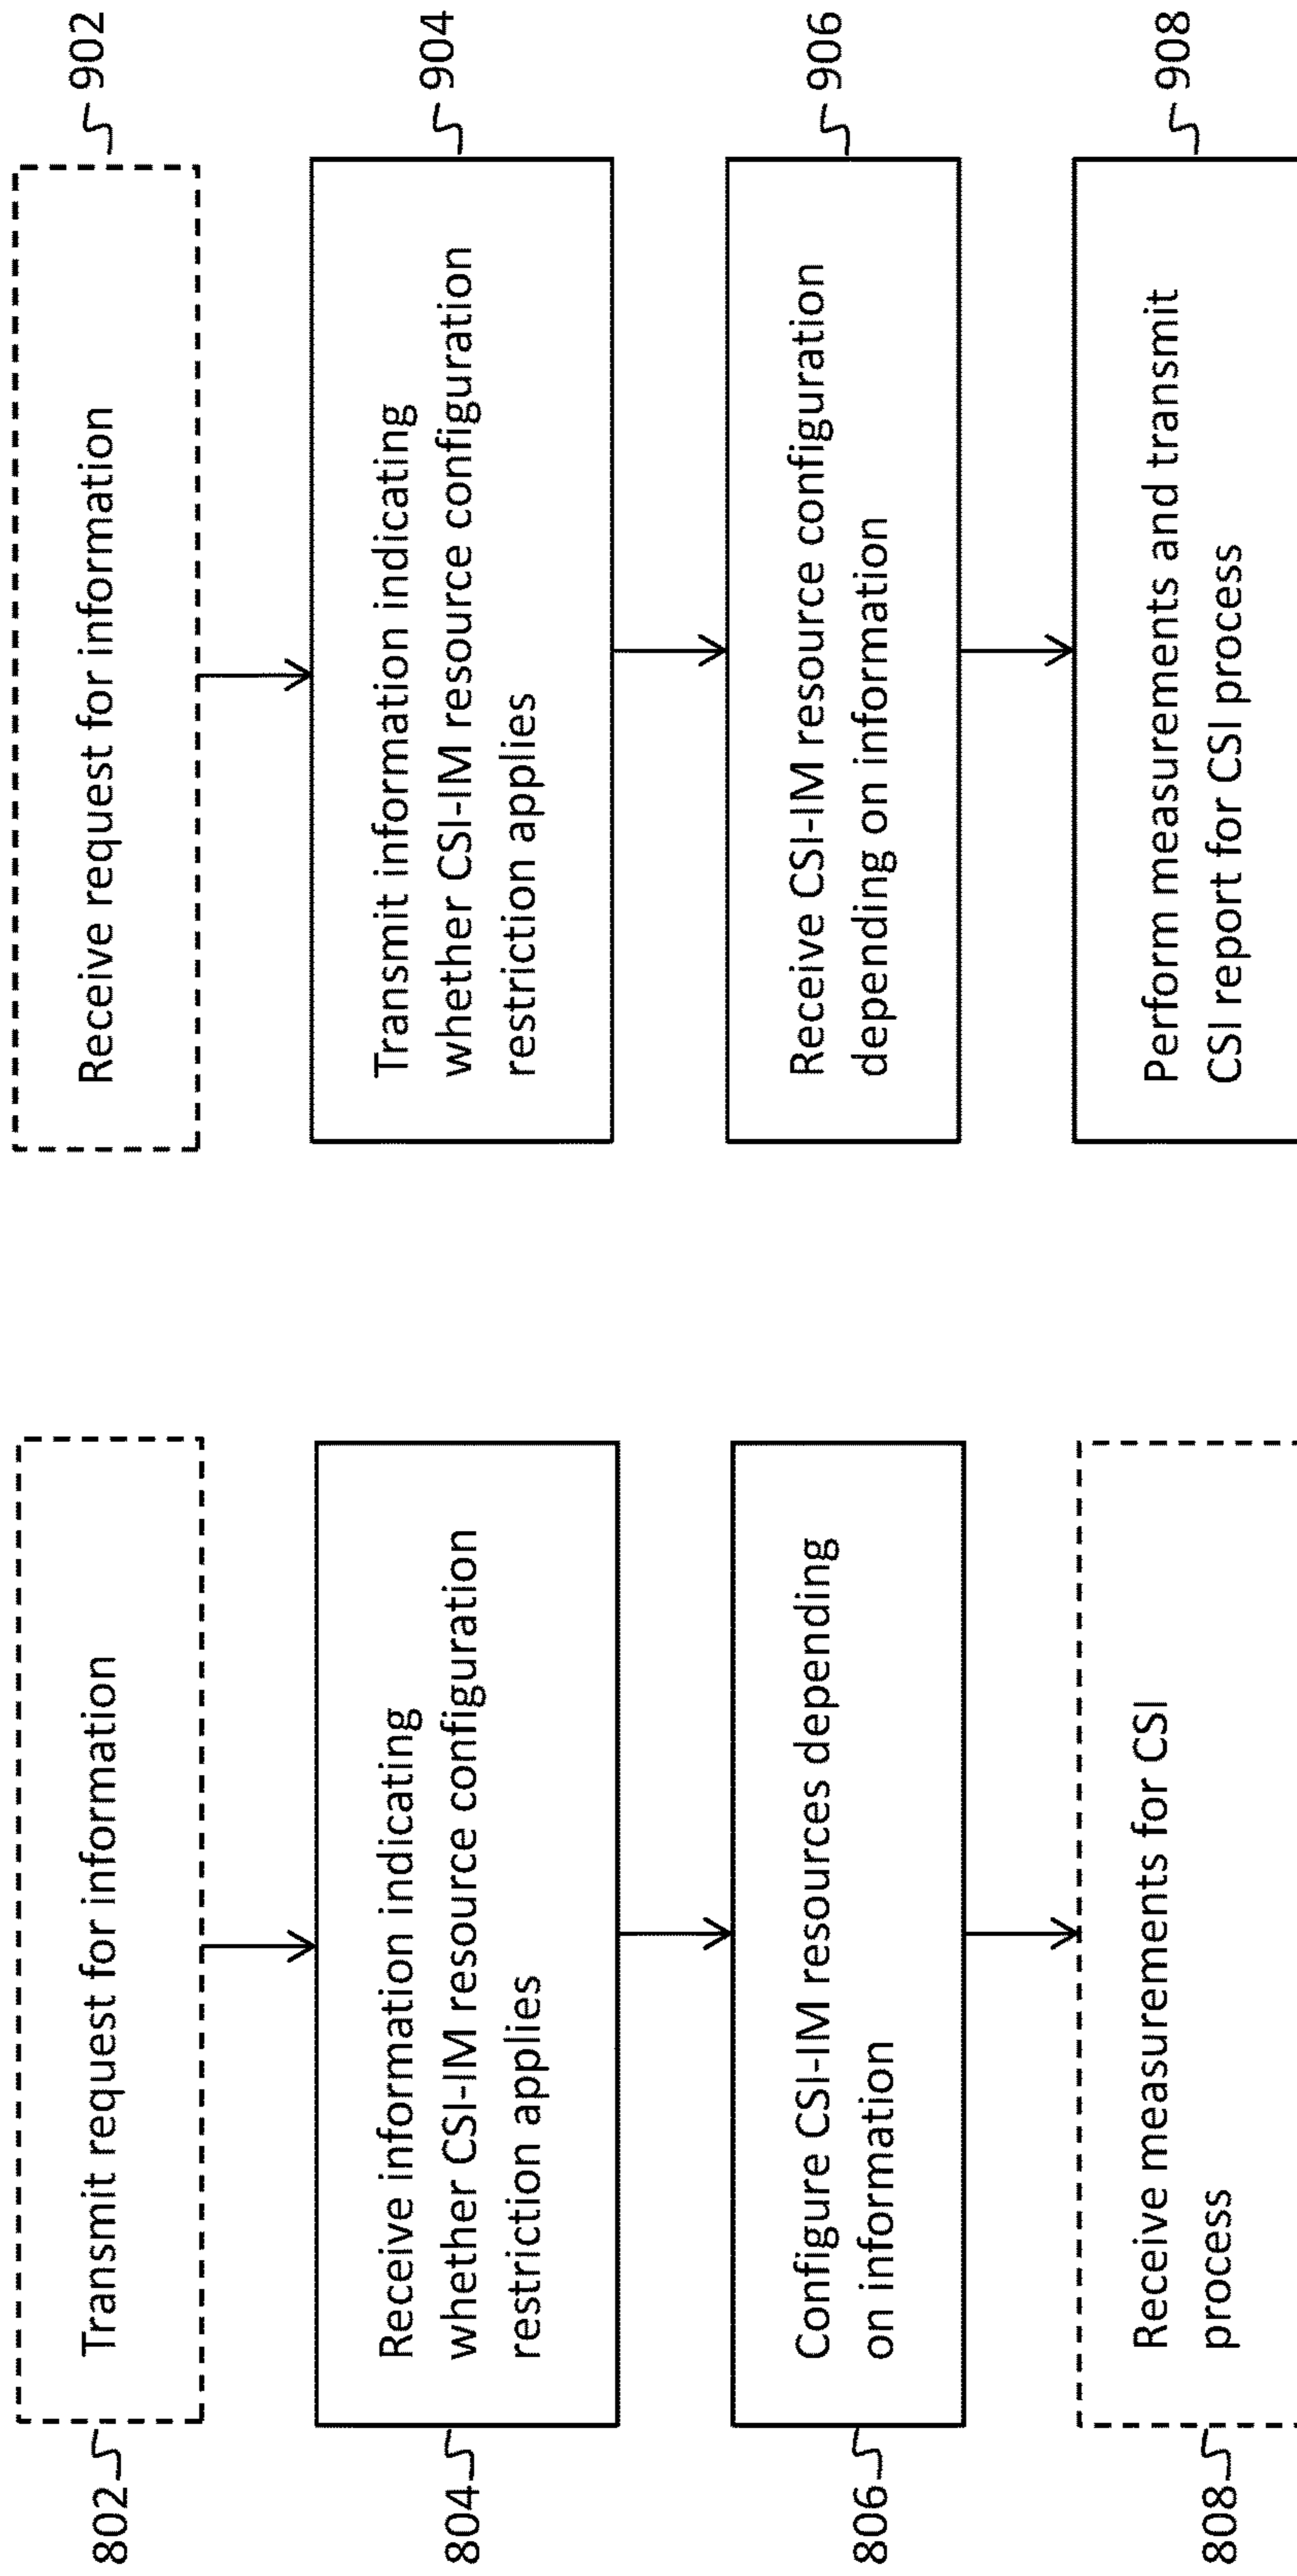 802
Transmit request for information
804
Receive information indicating
whether CSI-IM resource configuration
restriction applies
806
Configure CSI-IM resources depending
on information
808
Receive measurements for CSI
process
902
Receive request for information
904
Transmit information indicating
whether CSI-IM resource configuration
restriction applies
906
Receive CSI-IM resource configuration
depending on information
908
Perform measurements and transmit
CSI report for CSI process